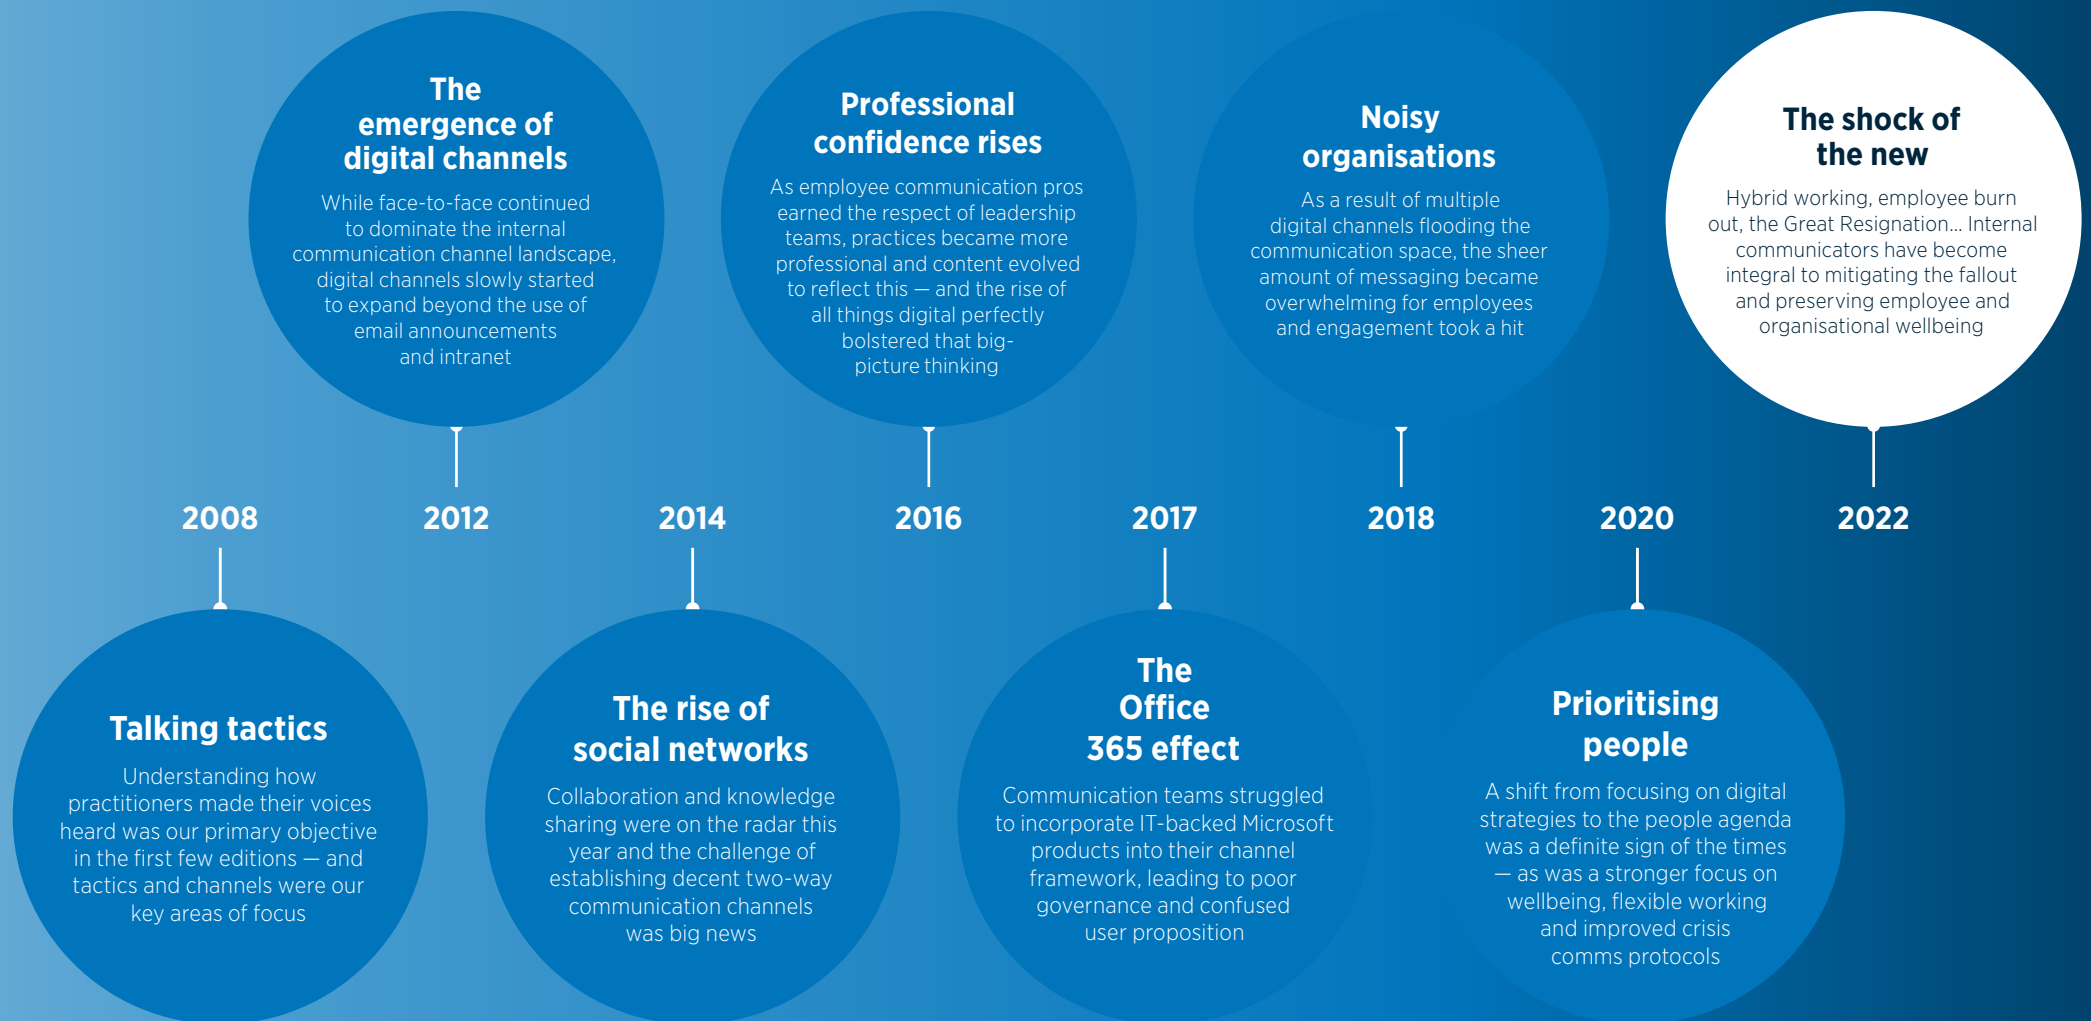 The
emergence of
digital channels
While face-to-face continued
to dominate the internal
communication channel landscape,
digital channels slowly started
to expand beyond the use of
email announcements
and intranet
Professional
confidence rises
As employee communication pros
earned the respect of leadership
teams, practices became more
professional and content evolved
to reflect this — and the rise of
all things digital perfectly
bolstered that big-
picture thinking
Noisy
organisations
As a result of multiple
digital channels flooding the
communication space, the sheer
amount of messaging became
overwhelming for employees
and engagement took a hit
The shock of
the new
Hybrid working, employee burn
out, the Great Resignation... Internal
communicators have become
integral to mitigating the fallout
and preserving employee and
organisational wellbeing
2008
2012
2014
2016
2017
2018
2020
2022
Talking tactics
Understanding how
practitioners made their voices
heard was our primary objective
in the first few editions — and
tactics and channels were our
key areas of focus
The rise of
social networks
Collaboration and knowledge
sharing were on the radar this
year and the challenge of
establishing decent two-way
communication channels
was big news
The
Office
365 effect
Communication teams struggled
to incorporate IT-backed Microsoft
products into their channel
framework, leading to poor
governance and confused
user proposition
Prioritising
people
A shift from focusing on digital
strategies to the people agenda
was a definite sign of the times
— as was a stronger focus on
wellbeing, flexible working
and improved crisis
comms protocols